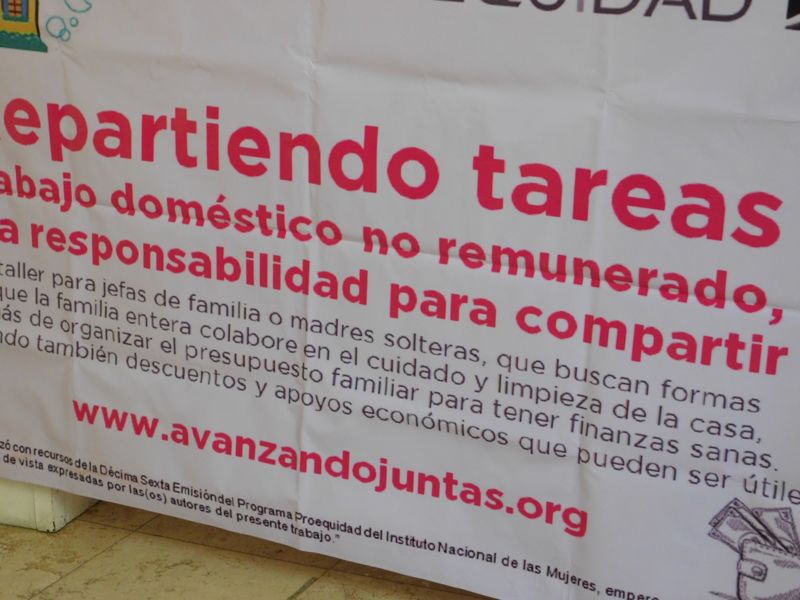 EQUIDAD
epartiendo tareas
abajo doméstico no remunerado,
a responsabilidad para compartir
taller para jefas de familia o madres solteras, que buscan formas
que la familia entera colabore en el cuidado y limpieza de la casa,
ás de organizar el presupuesto familiar para tener finanzas sanas.
ndo también descuentos y apoyos económicos que pueden ser útile
www.avanzandojuntas.org
zó con recursos de la Décima Sexta Emisión del Programa Proequidad del Instituto Nacional de las Mujeres, empero
de vista expresadas por las(os) autores del presente trabajo."